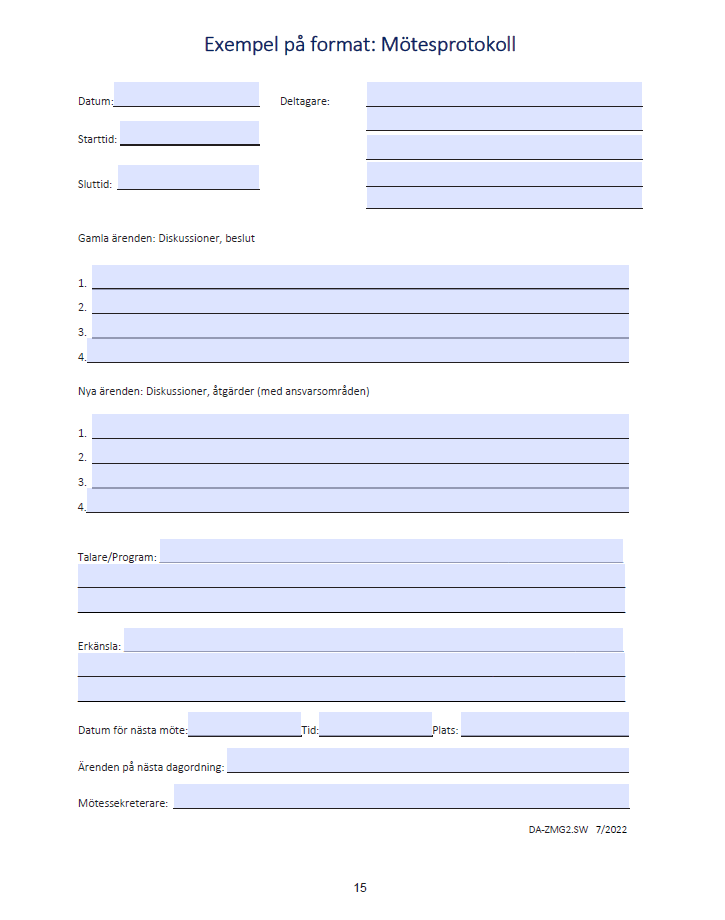 Exempel på format: Mötesprotokoll
Datum:
Deltagare:
Starttid:
Sluttid:
Gamla ärenden: Diskussioner, beslut
1.
2.
3.
4.
Nya ärenden: Diskussioner, åtgärder (med ansvarsområden)
1.
2.
3.
4.
Talare/Program:
Erkänsla:
Datum för nästa möte: Tid: Plats:
Ärenden på nästa dagordning:
Mötessekreterare:
DA-ZMG2.SW 7/2022
15